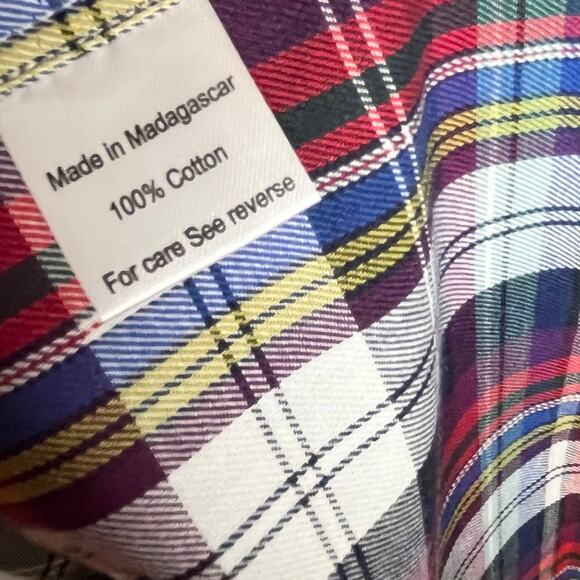 Made in Madagascar
100% Cotton
For care See reverse